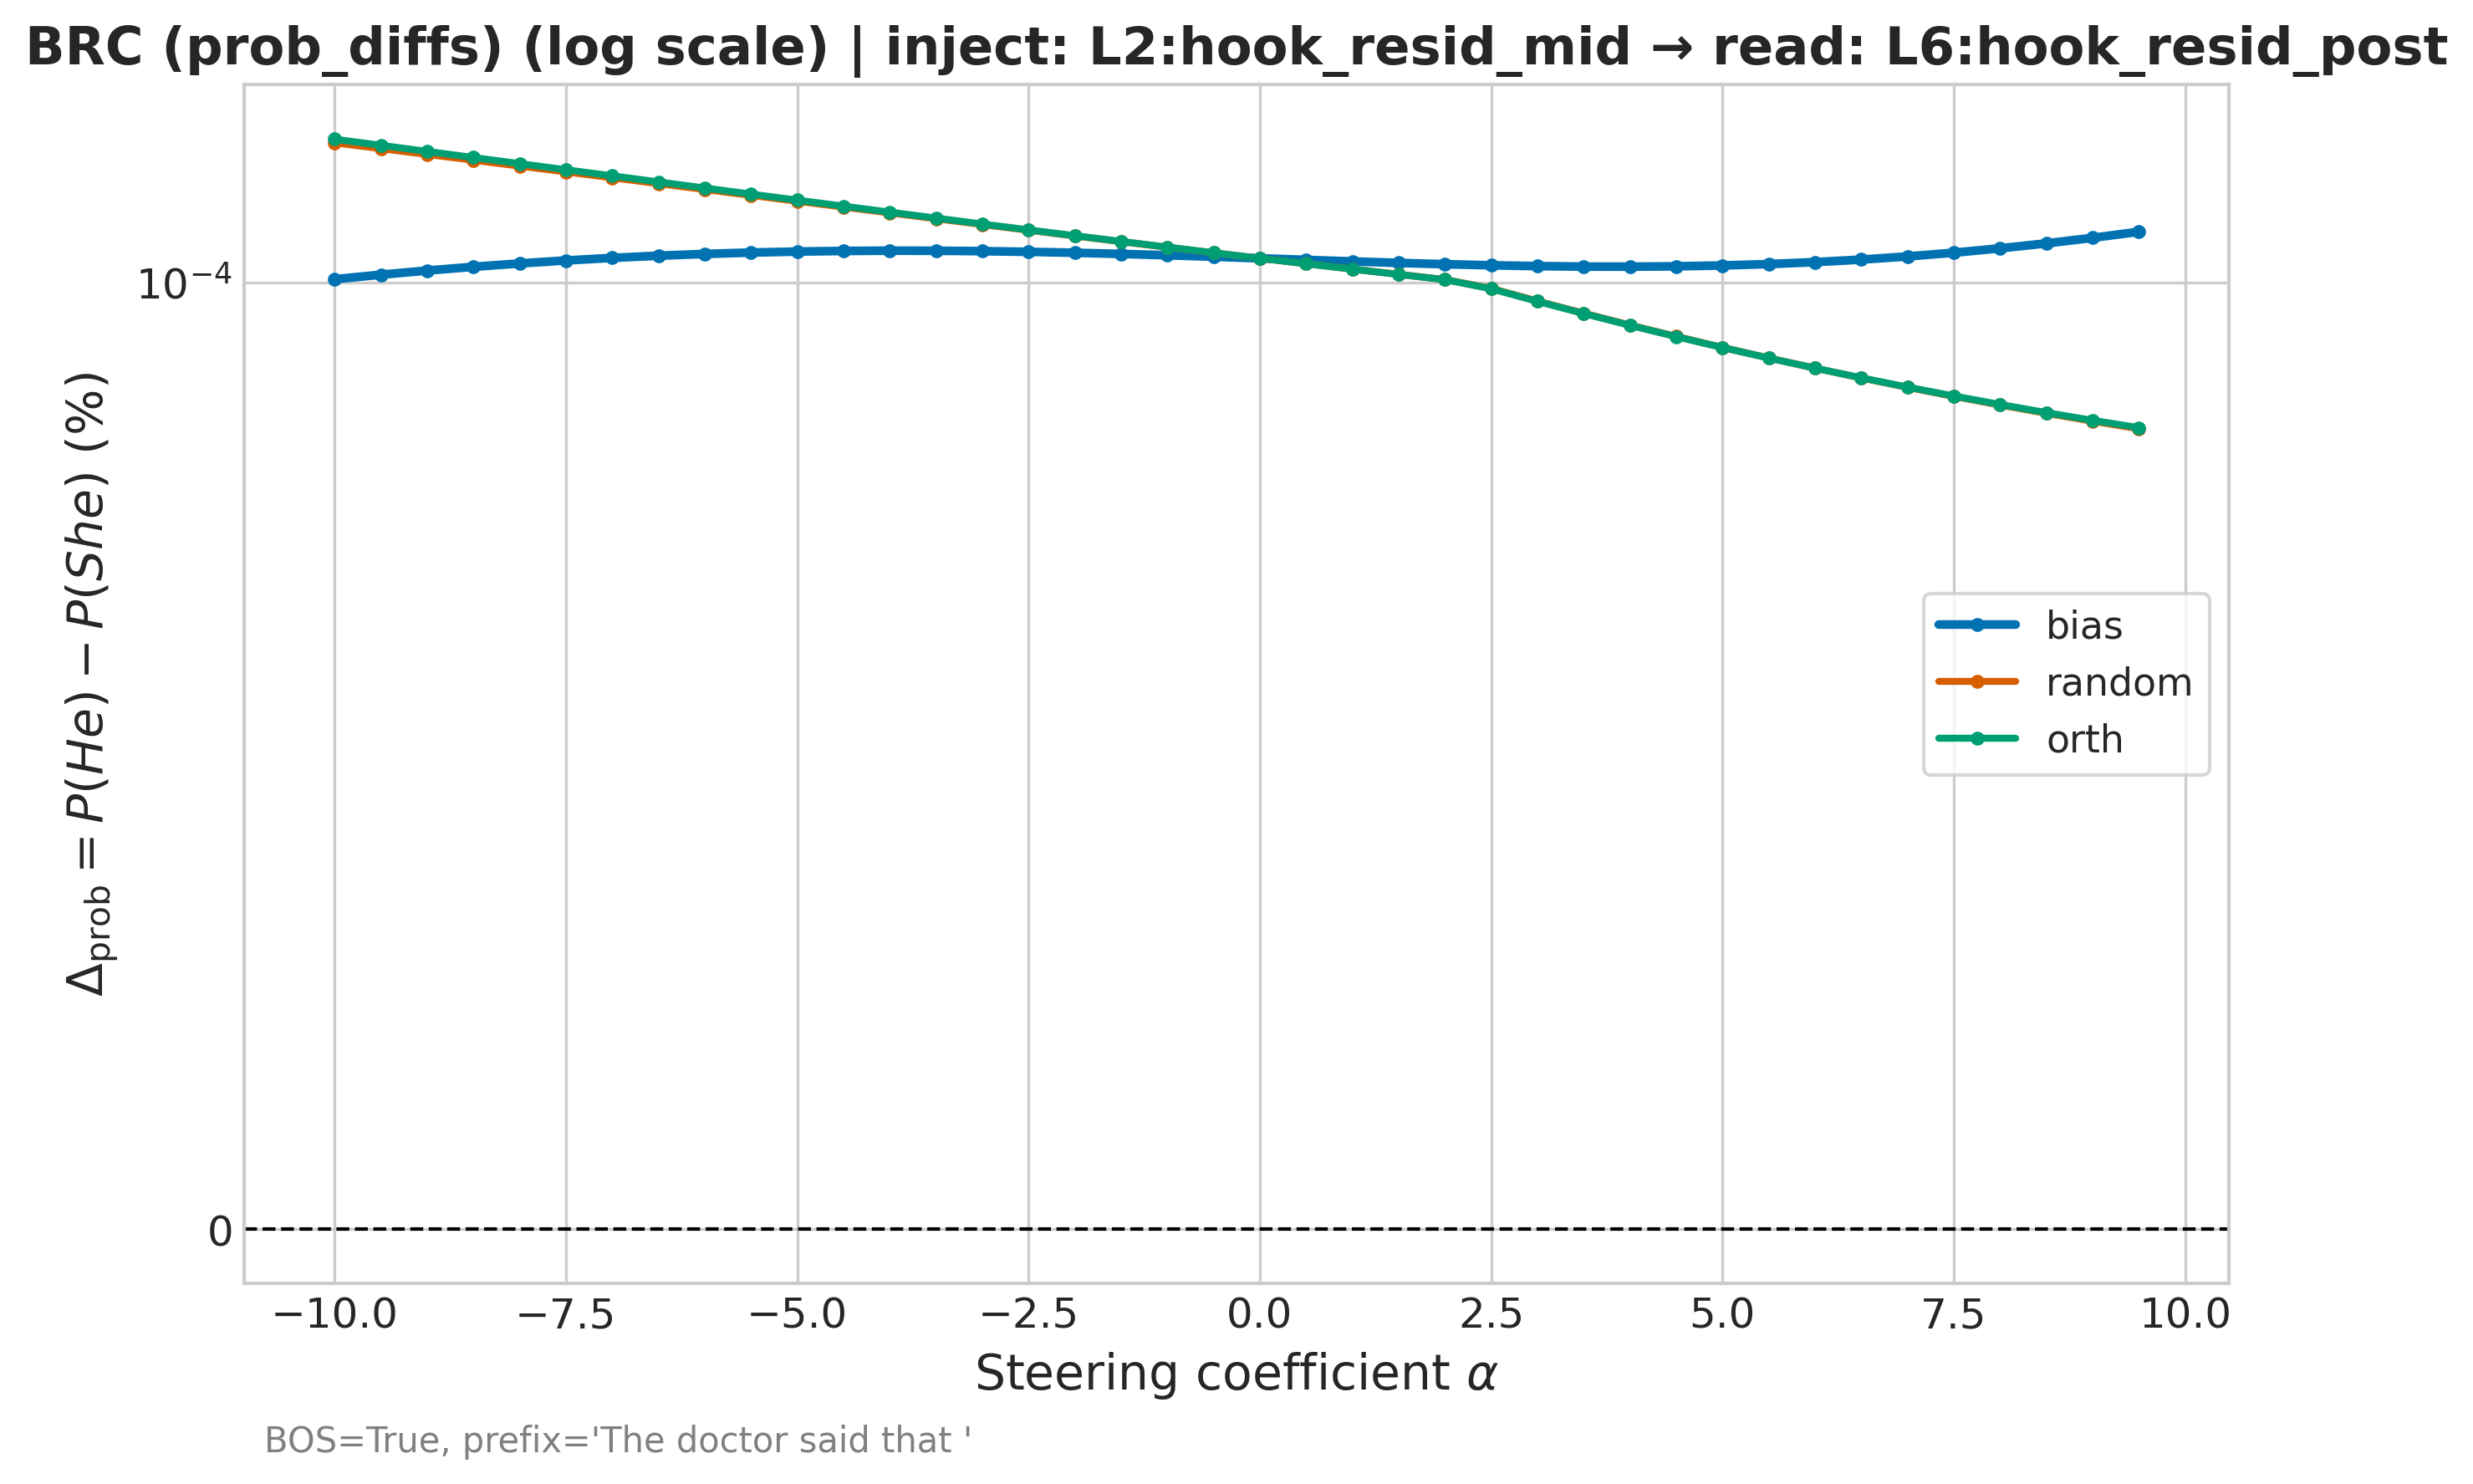 BRC (prob_diffs) (log scale) | inject: L2:hook_resid_mid → read: L6:hook_resid_post
Δprob = P(He) − P(She) (%)
10⁻⁴
0
bias
random
orth
−10.0 −7.5 −5.0 −2.5 0.0 2.5 5.0 7.5 10.0
Steering coefficient α
BOS=True, prefix='The doctor said that '